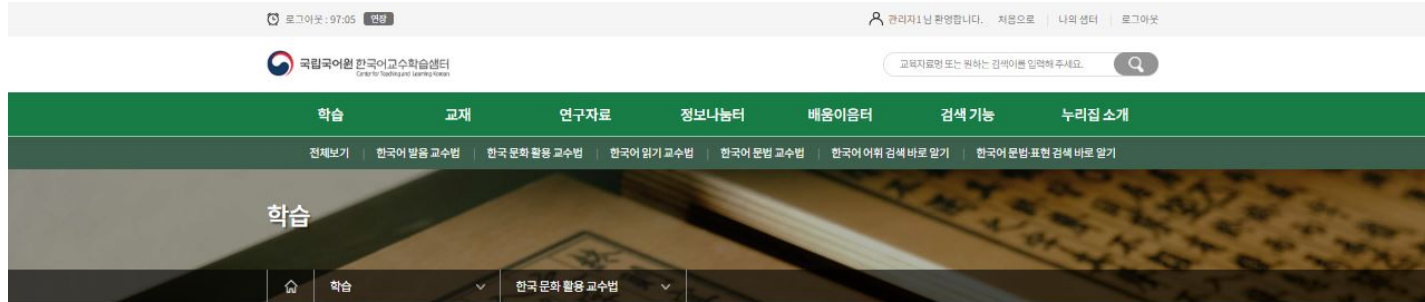 로그아웃 : 97:05 연장 관리자1 님 환영합니다. 처음으로 나의 샘터 로그아웃
국립국어원 한국어교수학습샘터 교육자료명 또는 원하는 검색어를 입력해 주세요.
Center for Teaching and Learning Korean
학습 교재 연구자료 정보나눔터 배움이음터 검색 기능 누리집 소개
전체보기 한국어 발음 교수법 한국 문화 활용 교수법 한국어 읽기 교수법 한국어 문법 교수법 한국어 어휘 검색 바로 알기 한국어 문법·표현 검색 바로 알기
학습
학습 한국 문화 활용 교수법